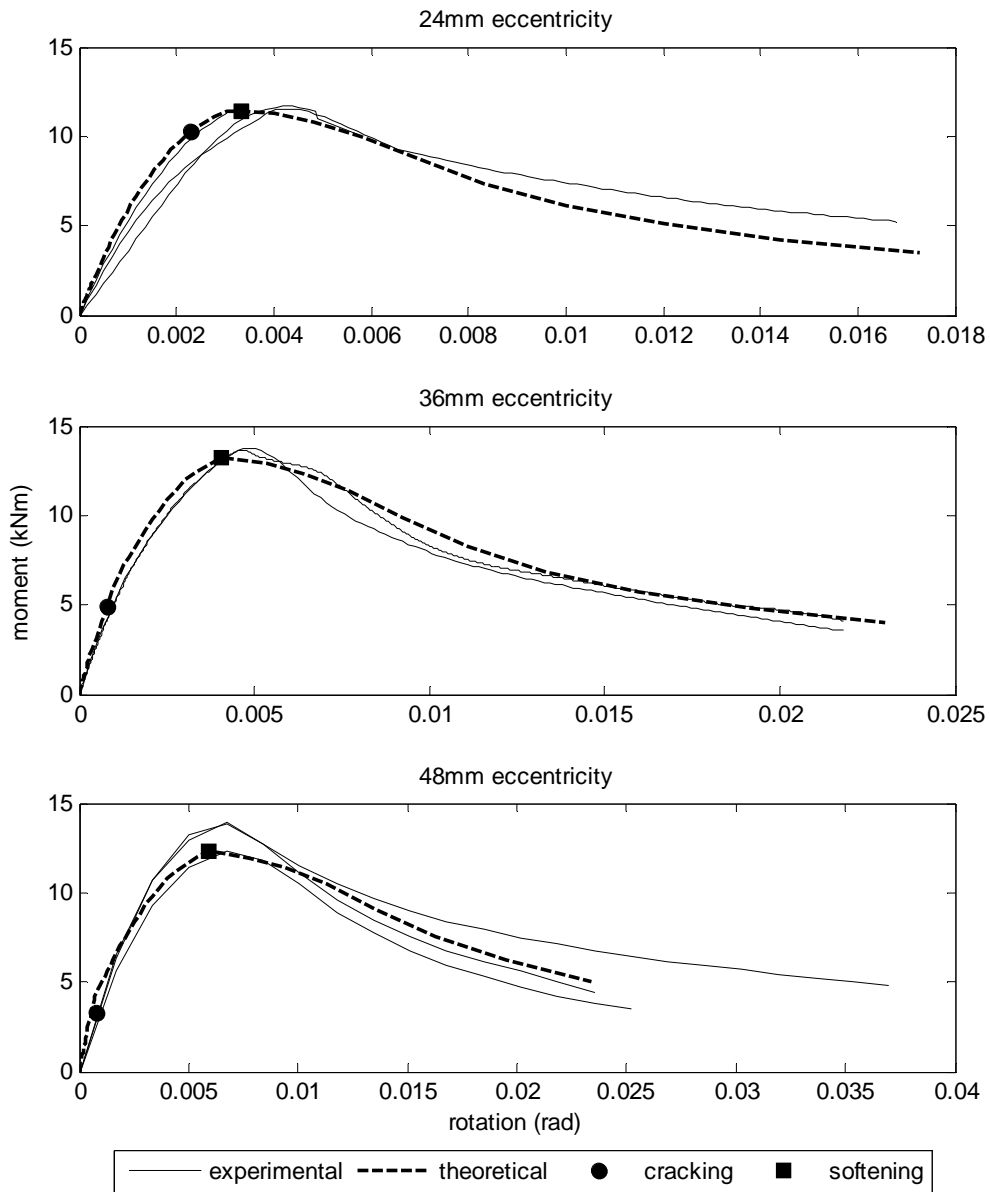 24mm eccentricity
15
10
5
0
0 0.002 0.004 0.006 0.008 0.01 0.012 0.014 0.016 0.018
36mm eccentricity
15
10
5
0
0 0.005 0.01 0.015 0.02 0.025
moment (kNm)
48mm eccentricity
15
10
5
0
0 0.005 0.01 0.015 0.02 0.025 0.03 0.035 0.04
rotation (rad)
experimental theoretical cracking softening